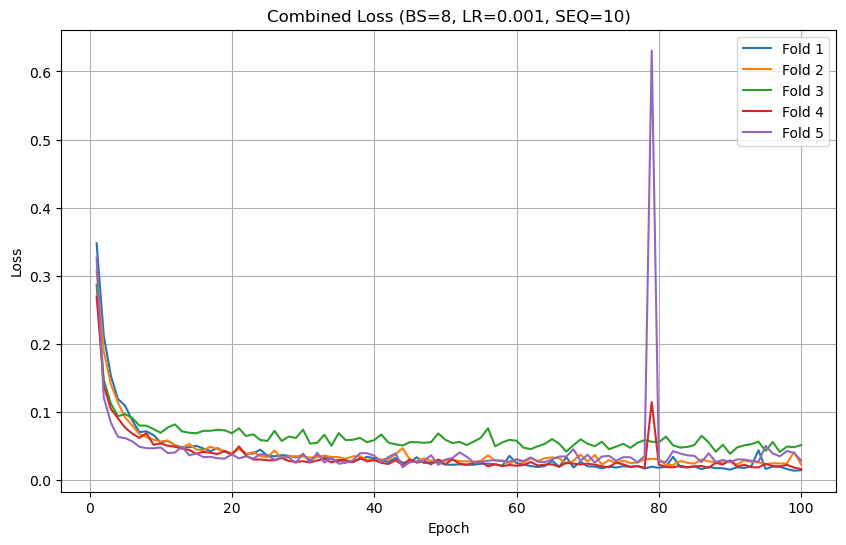 Combined Loss (BS=8, LR=0.001, SEQ=10)
Fold 1
Fold 2
Fold 3
Fold 4
Fold 5
Loss
0.6
0.5
0.4
0.3
0.2
0.1
0.0
0 20 40 60 80 100
Epoch